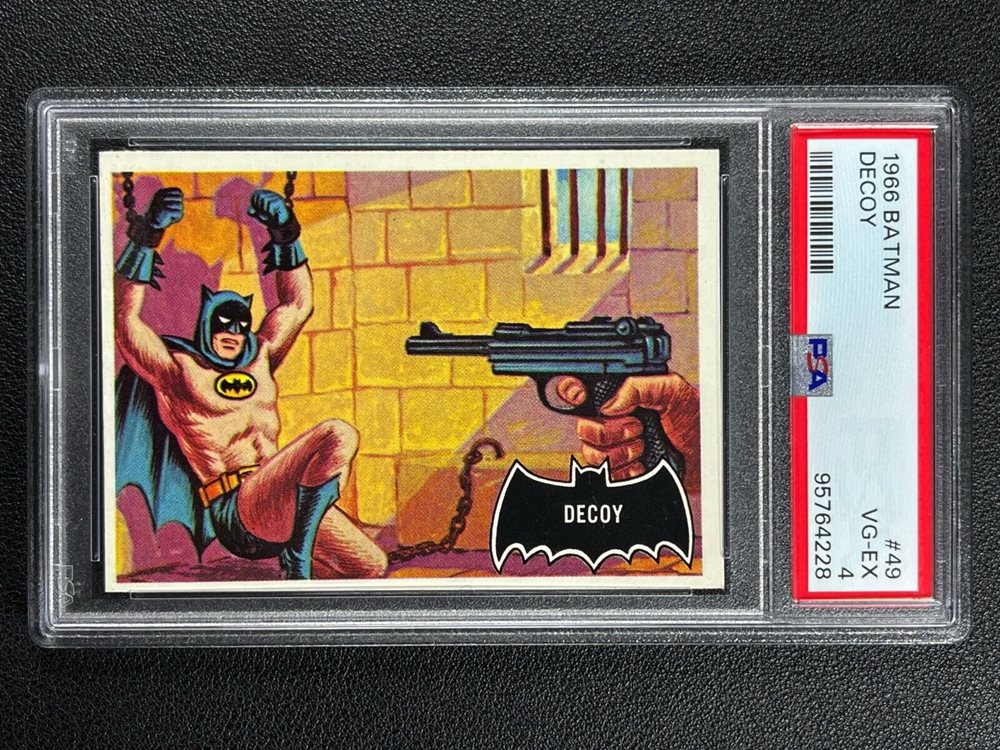 DECOY
1966 BATMAN
DECOY
#49
VG-EX
4
95764228
PSA